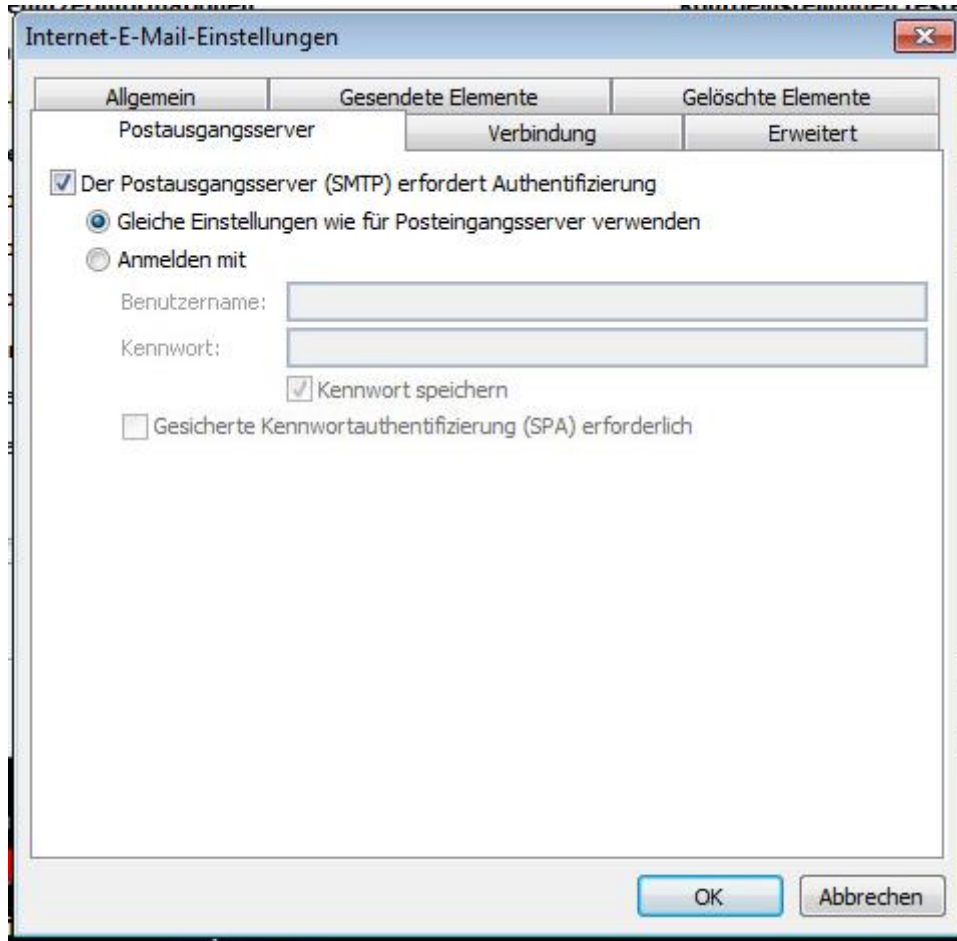 Internet-E-Mail-Einstellungen
Allgemein Gesendete Elemente Gelöschte Elemente
Postausgangsserver Verbindung Erweitert
Der Postausgangsserver (SMTP) erfordert Authentifizierung
Gleiche Einstellungen wie für Posteingangsserver verwenden
Anmelden mit
Benutzername:
Kennwort:
Kennwort speichern
Gesicherte Kennwortauthentifizierung (SPA) erforderlich
OK Abbrechen